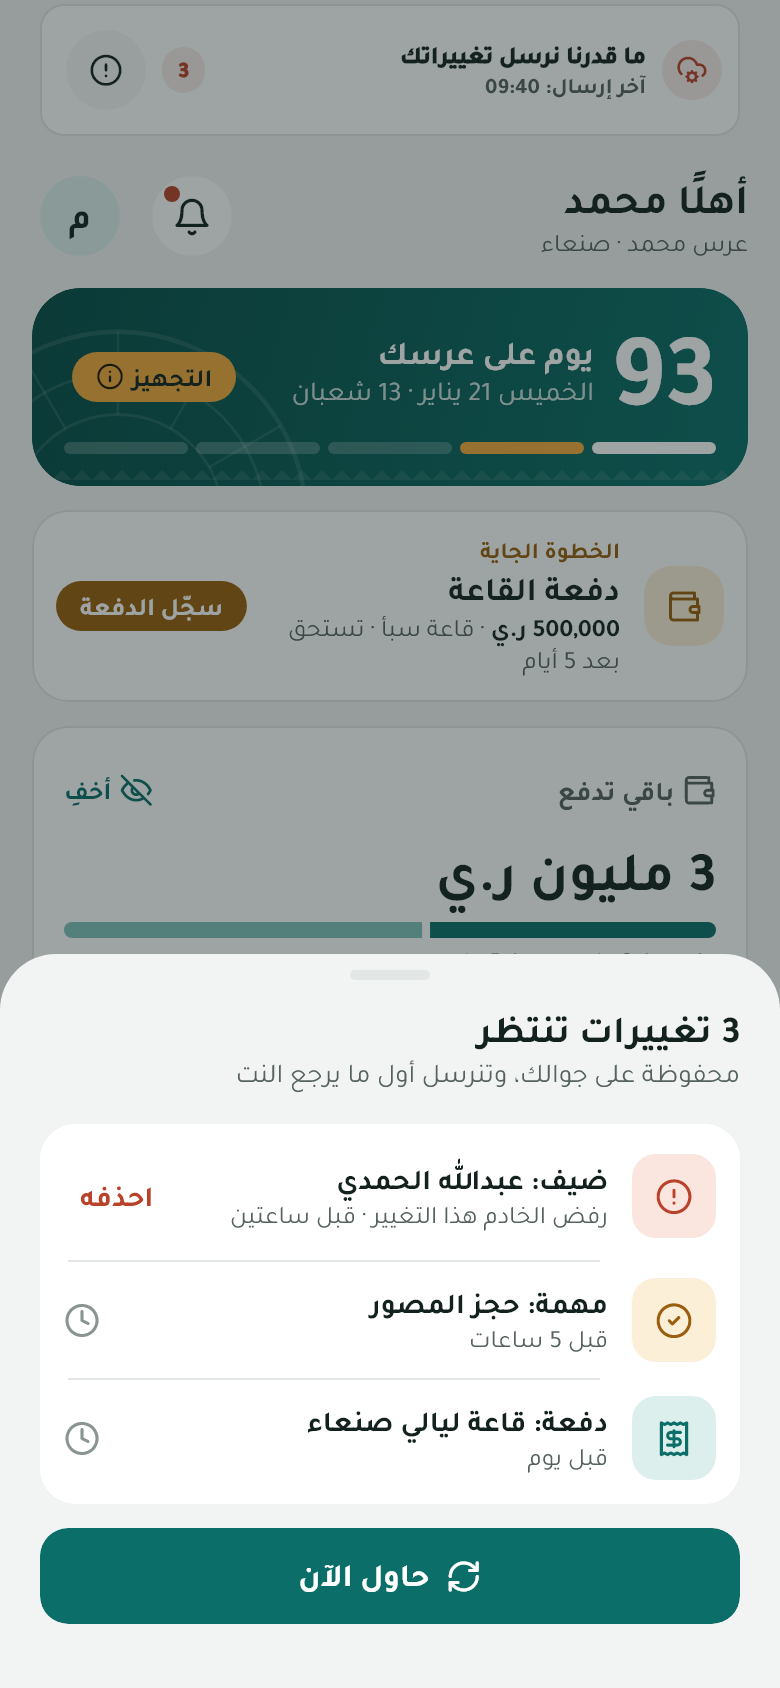 ما قدرنا نرسل تغييراتك
آخر إرسال: 09:40
3
أهلًا محمد
عرس محمد · صنعاء
م
93
يوم على عرسك
الخميس 21 يناير · 13 شعبان
التجهيز
الخطوة الجاية
دفعة القاعة
500,000 ر.ي · قاعة سبأ · تستحق
بعد 5 أيام
سجّل الدفعة
باقي تدفع
أخفِ
3 مليون ر.ي
3 تغييرات تنتظر
محفوظة على جوالك، وتنرسل أول ما يرجع النت
ضيف: عبدالله الحمدي
رفض الخادم هذا التغيير · قبل ساعتين
احذفه
مهمة: حجز المصور
قبل 5 ساعات
دفعة: قاعة ليالي صنعاء
قبل يوم
حاول الآن